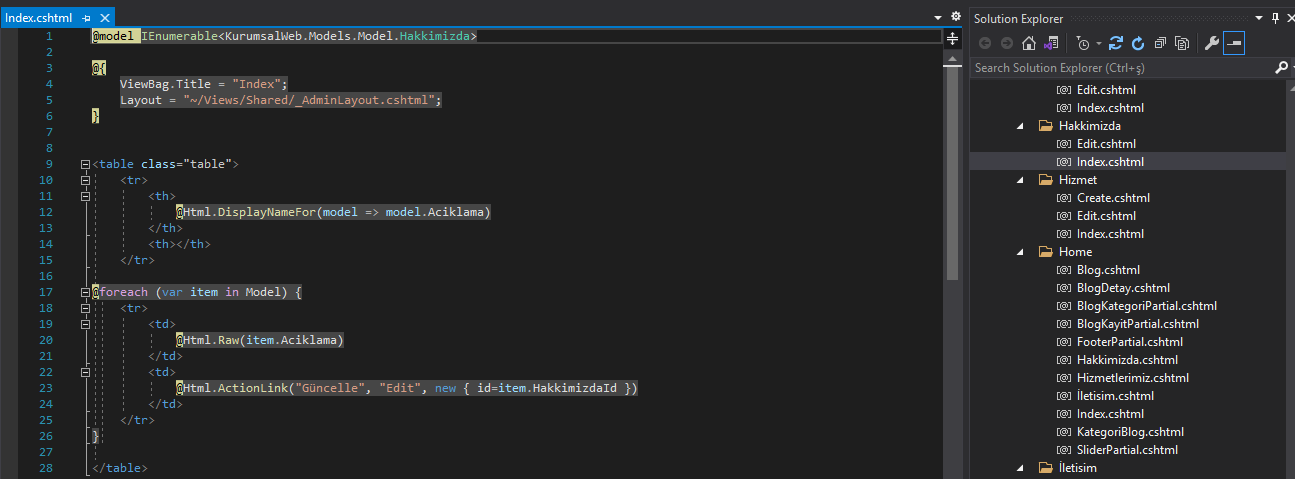 Index.cshtml
1 @model IEnumerable<KurumsalWeb.Models.Model.Hakkimizda>
2
3 @{
4 ViewBag.Title = "Index";
5 Layout = "~/Views/Shared/_AdminLayout.cshtml";
6 }
7
8
9 <table class="table">
10 <tr>
11 <th>
12 @Html.DisplayNameFor(model => model.Aciklama)
13 </th>
14 <th></th>
15 </tr>
16
17 @foreach (var item in Model) {
18 <tr>
19 <td>
20 @Html.Raw(item.Aciklama)
21 </td>
22 <td>
23 @Html.ActionLink("Güncelle", "Edit", new { id=item.HakkimizdaId })
24 </td>
25 </tr>
26 }
27
28 </table>
Solution Explorer
Search Solution Explorer (Ctrl+ş)
Edit.cshtml
Index.cshtml
Hakkimizda
Edit.cshtml
Index.cshtml
Hizmet
Create.cshtml
Edit.cshtml
Index.cshtml
Home
Blog.cshtml
BlogDetay.cshtml
BlogKategoriPartial.cshtml
BlogKayitPartial.cshtml
FooterPartial.cshtml
Hakkimizda.cshtml
Hizmetlerimiz.cshtml
İletisim.cshtml
Index.cshtml
KategoriBlog.cshtml
SliderPartial.cshtml
İletisim